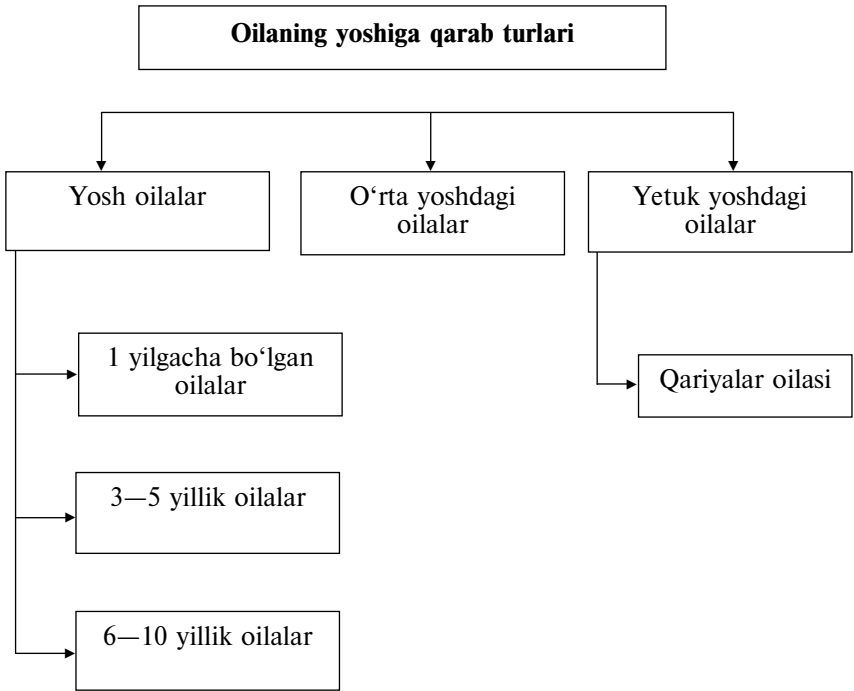 Oilaning yoshiga qarab turlari
Yosh oilalar
O‘rta yoshdagi
oilalar
Yetuk yoshdagi
oilalar
1 yilgacha bo‘lgan
oilalar
Qariyalar oilasi
3—5 yillik oilalar
6—10 yillik oilalar